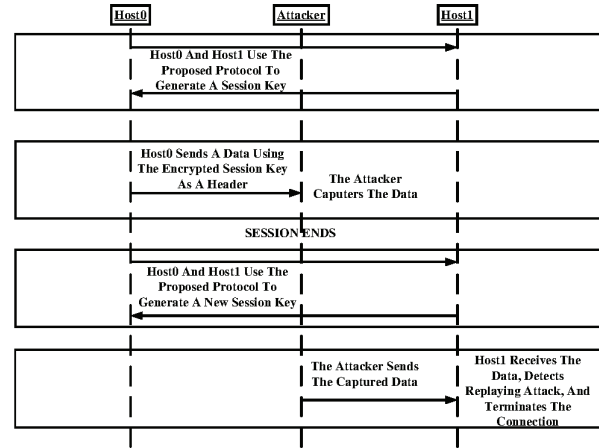 Host0
Attacker
Host1
Host0 And Host1 Use The
Proposed Protocol To
Generate A Session Key
Host0 Sends A Data Using
The Encrypted Session Key
As A Header
The Attacker
Caputers The Data
SESSION ENDS
Host0 And Host1 Use The
Proposed Protocol To
Generate A New Session Key
The Attacker Sends
The Captured Data
Host1 Receives The
Data, Detects
Replaying Attack, And
Terminates The
Connection